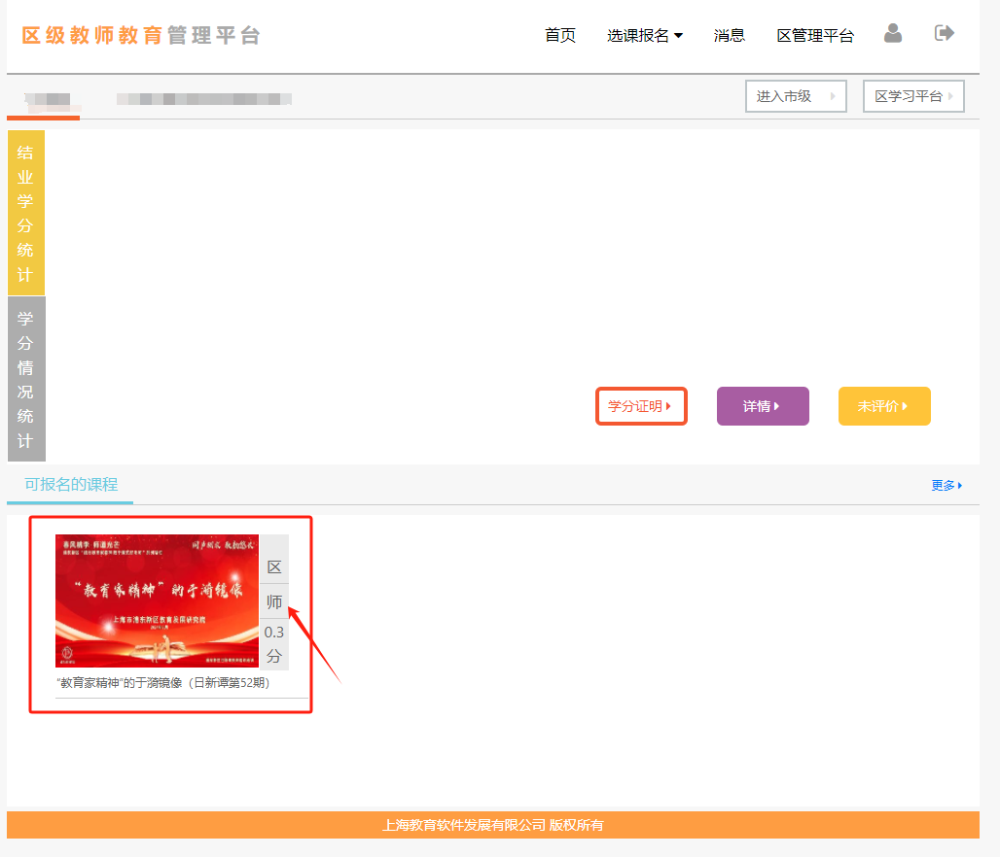 区级教师教育管理平台
首页 选课报名 消息 区管理平台
进入市级 区学习平台
结业学分统计
学分情况统计
学分证明 详情 未评价
可报名的课程 更多
“教育家精神”的于漪镜像
上海市浦东新区教育发展研究院
区
师
0.3
分
“教育家精神”的于漪镜像（日新谭第52期）
上海教育软件发展有限公司 版权所有